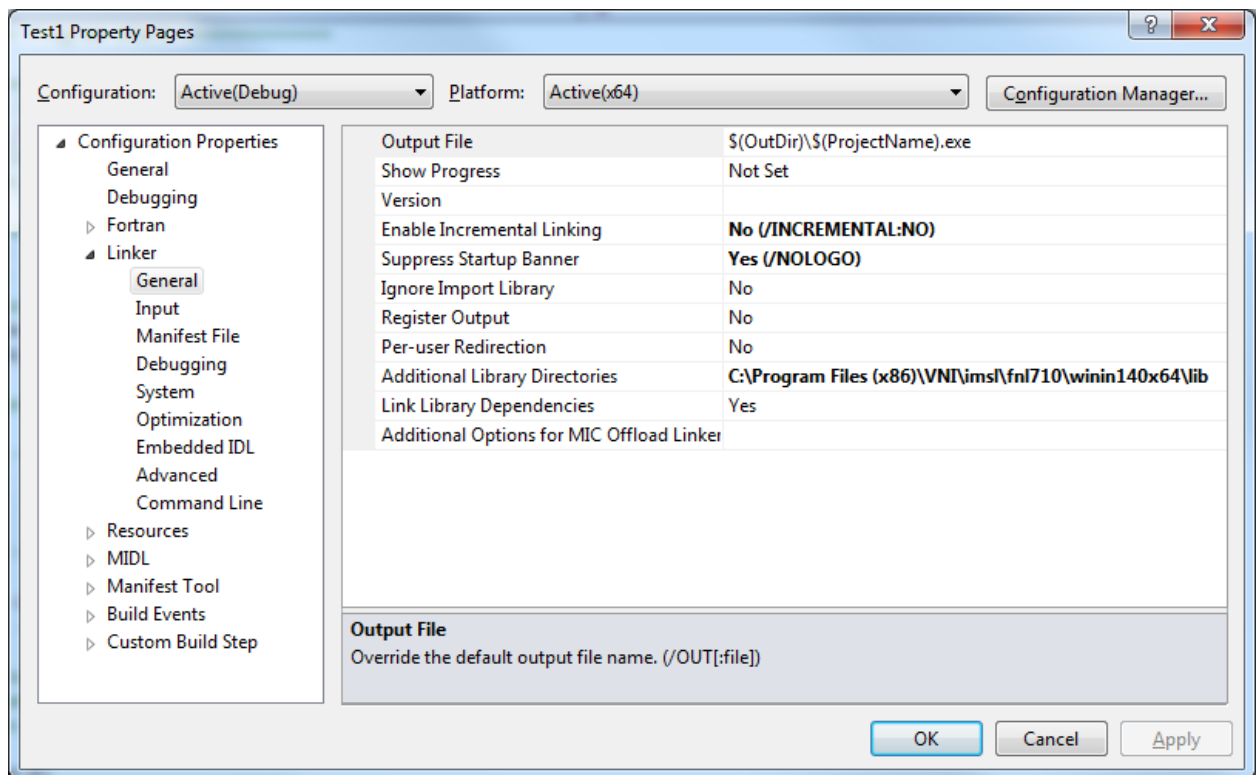 Test1 Property Pages
Configuration: Active(Debug) Platform: Active(x64) Configuration Manager...
Configuration Properties
General
Debugging
Fortran
Linker
General
Input
Manifest File
Debugging
System
Optimization
Embedded IDL
Advanced
Command Line
Resources
MIDL
Manifest Tool
Build Events
Custom Build Step
Output File $(OutDir)\$(ProjectName).exe
Show Progress Not Set
Version
Enable Incremental Linking No (/INCREMENTAL:NO)
Suppress Startup Banner Yes (/NOLOGO)
Ignore Import Library No
Register Output No
Per-user Redirection No
Additional Library Directories C:\Program Files (x86)\VNI\imsl\fnl710\winin140x64\lib
Link Library Dependencies Yes
Additional Options for MIC Offload Linker
Output File
Override the default output file name. (/OUT[:file])
OK Cancel Apply